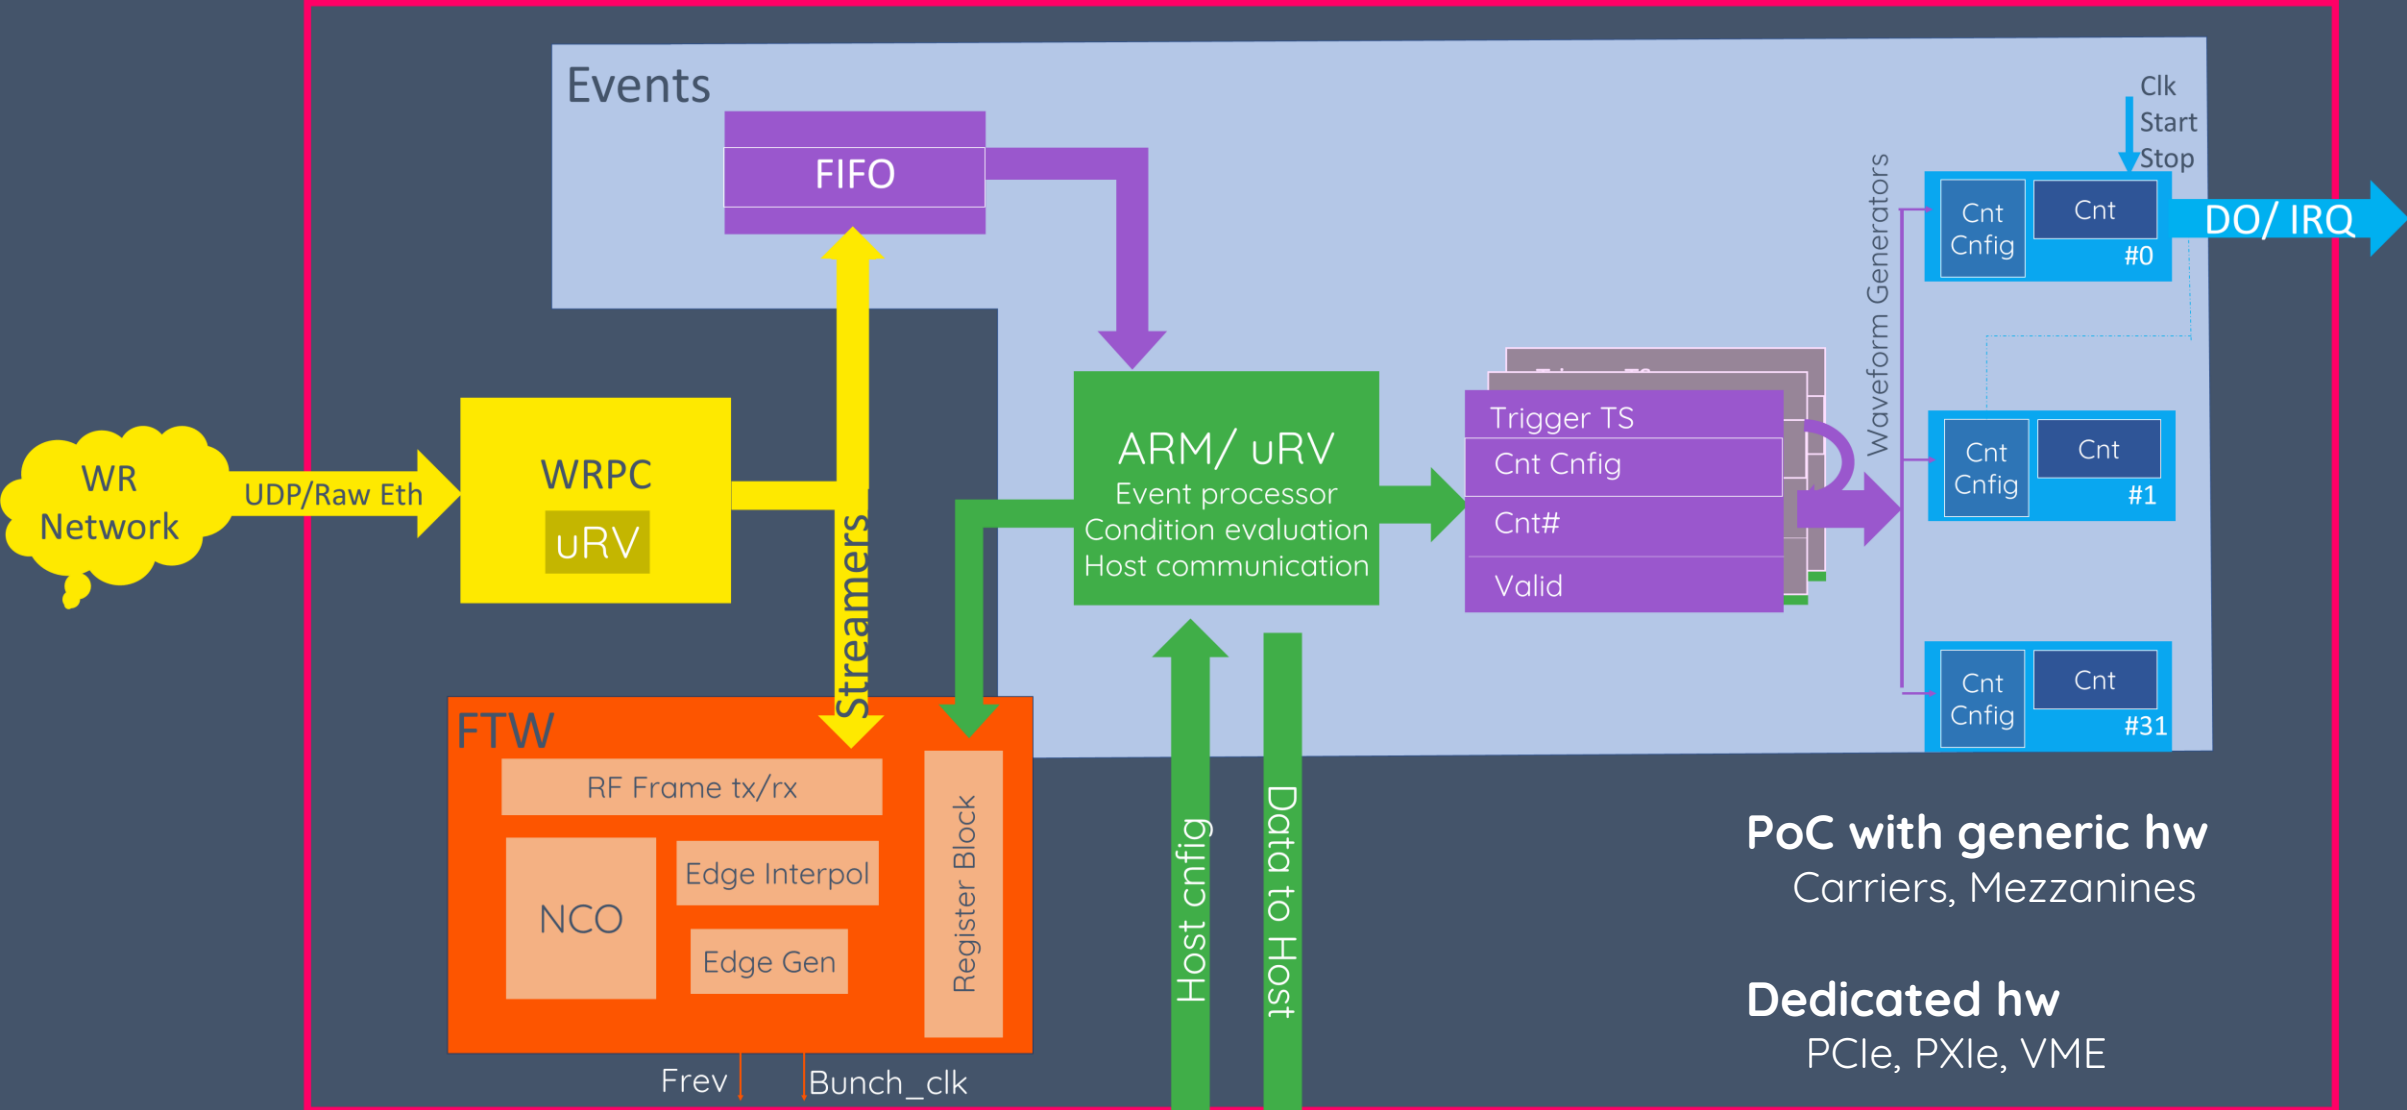 Events
FIFO
Clk
Start
Stop
Waveform Generators
Cnt
Cnfig
Cnt
#0
DO/ IRQ
WR
Network
UDP/Raw Eth
WRPC
uRV
Streamers
ARM/ uRV
Event processor
Condition evaluation
Host communication
Trigger TS
Cnt Cnfig
Cnt#
Valid
Cnt
Cnfig
Cnt
#1
Cnt
Cnfig
Cnt
#31
FTW
RF Frame tx/rx
NCO
Edge Interpol
Edge Gen
Register Block
Frev
Bunch_clk
Host cnfig
Data to Host
PoC with generic hw
Carriers, Mezzanines
Dedicated hw
PCIe, PXIe, VME